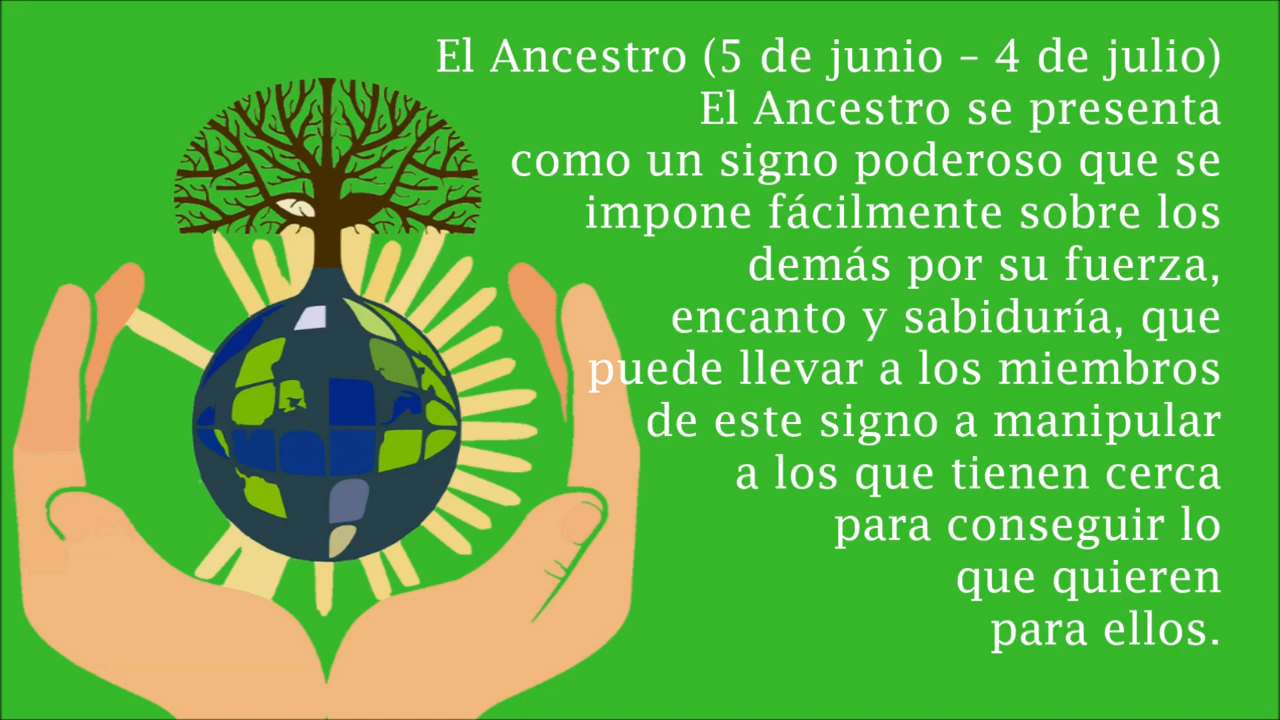 El Ancestro (5 de junio – 4 de julio)
El Ancestro se presenta
como un signo poderoso que se
impone fácilmente sobre los
demás por su fuerza,
encanto y sabiduría, que
puede llevar a los miembros
de este signo a manipular
a los que tienen cerca
para conseguir lo
que quieren
para ellos.